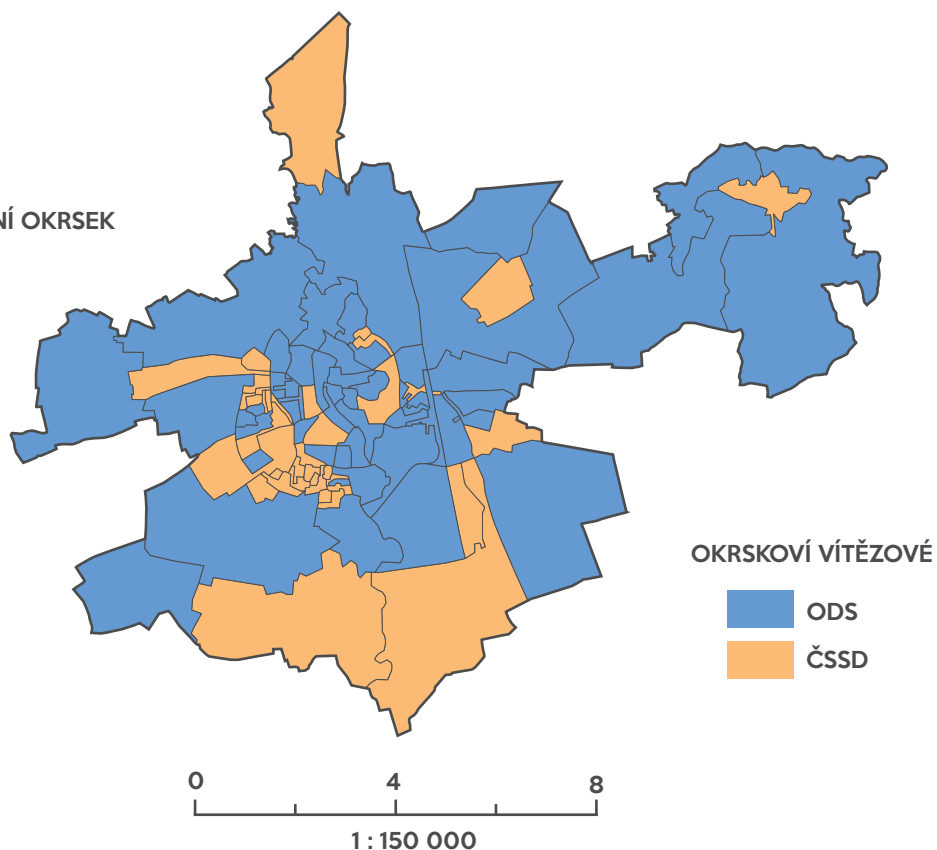 NÍ OKRSEK
OKRSKOVÍ VÍTĚZOVÉ
ODS
ČSSD
0 4 8
1 : 150 000